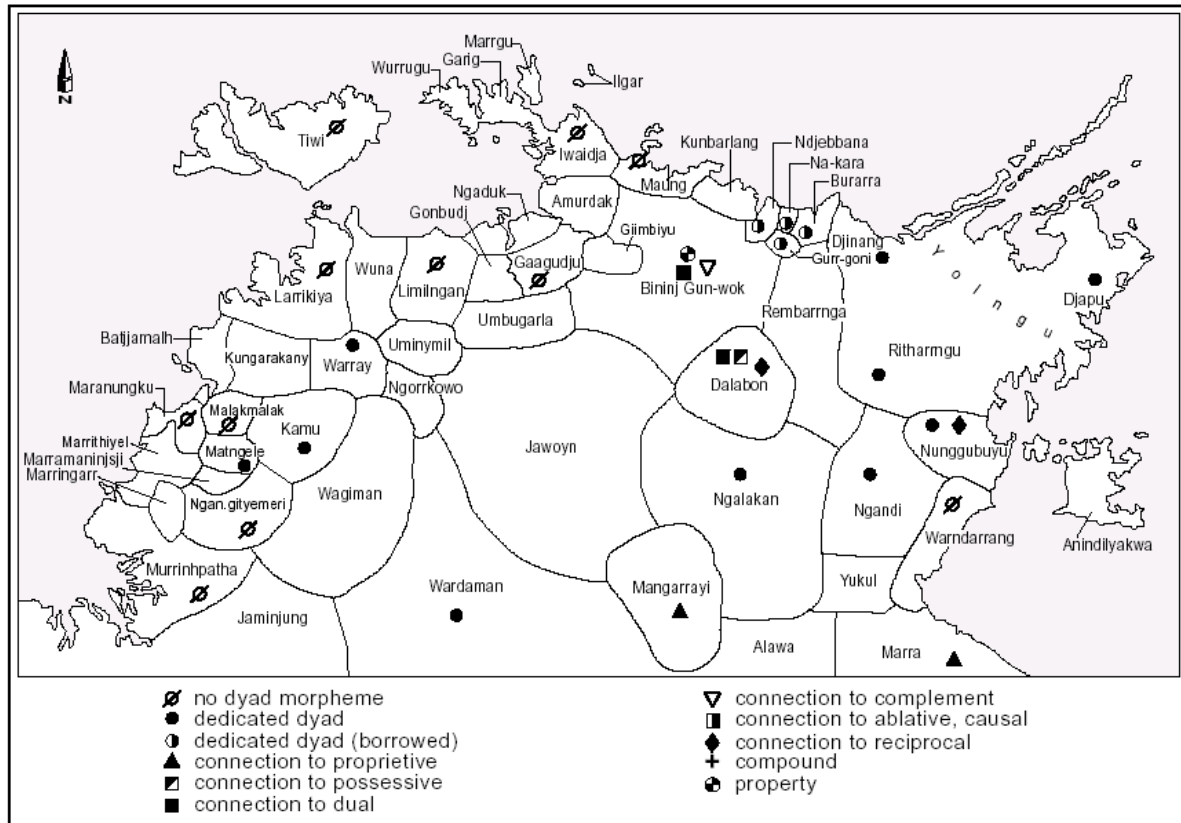 N
Marrgu
Garig
Wurrugu
Ilgar
Tiwi
Iwaidja
Kunbarlang
Ndjebbana
Na-kara
Burarra
Maung
Ngaduk
Gonbudj
Amurdak
Giimbiyu
Djinang
Gurr-goni
Yolngu
Wuna
Gaagudju
Larrikiya
Limilngan
Bininj Gun-wok
Djapu
Umbugarla
Rembarrnga
Batjjamalh
Uminymil
Ritharrngu
Kungarakany
Warray
Dalabon
Maranungku
Ngorrkowo
Malakmalak
Kamu
Marrithiyel
Matngele
Jawoyn
Nunggubuyu
Marramaninjsji
Marringarr
Wagiman
Ngalakan
Ngandi
Ngan.gityemeri
Warndarrang
Anindilyakwa
Murrinhpatha
Mangarrayi
Yukul
Wardaman
Jaminjung
Alawa
Marra
no dyad morpheme
dedicated dyad
dedicated dyad (borrowed)
connection to proprietive
connection to possessive
connection to dual
connection to complement
connection to ablative, causal
connection to reciprocal
compound
property